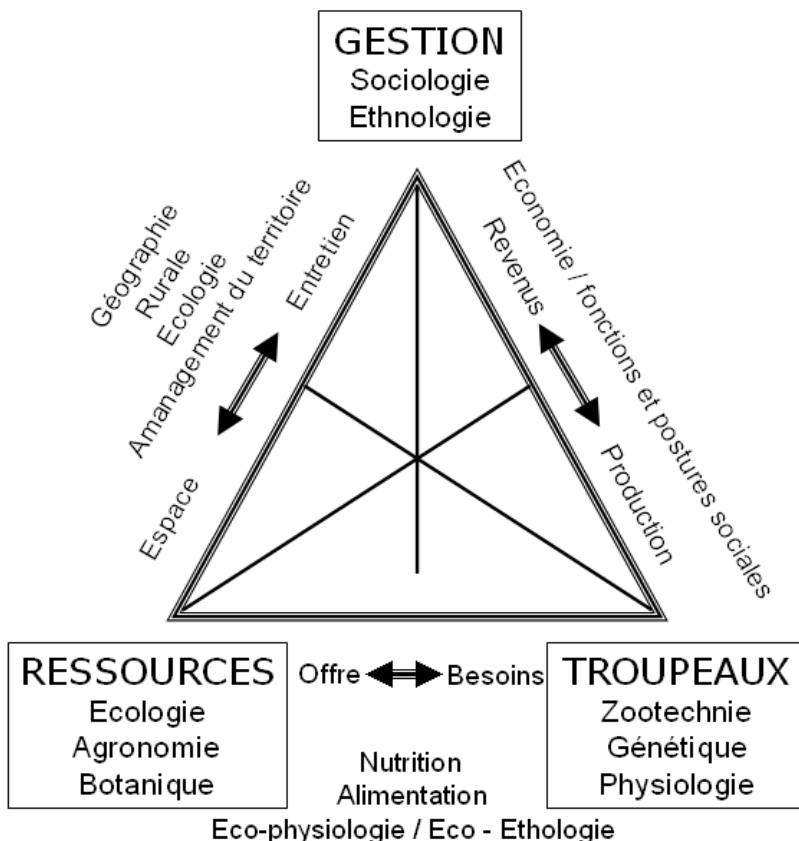 GESTION
Sociologie
Ethnologie
Géographie
Rurale
Ecologie
Amanagement du territoire
Entretien
Espace
Economie / fonctions et postures sociales
Revenus
Production
RESSOURCES
Ecologie
Agronomie
Botanique
Offre
Besoins
TROUPEAUX
Zootechnie
Génétique
Physiologie
Nutrition
Alimentation
Eco-physiologie / Eco - Ethologie